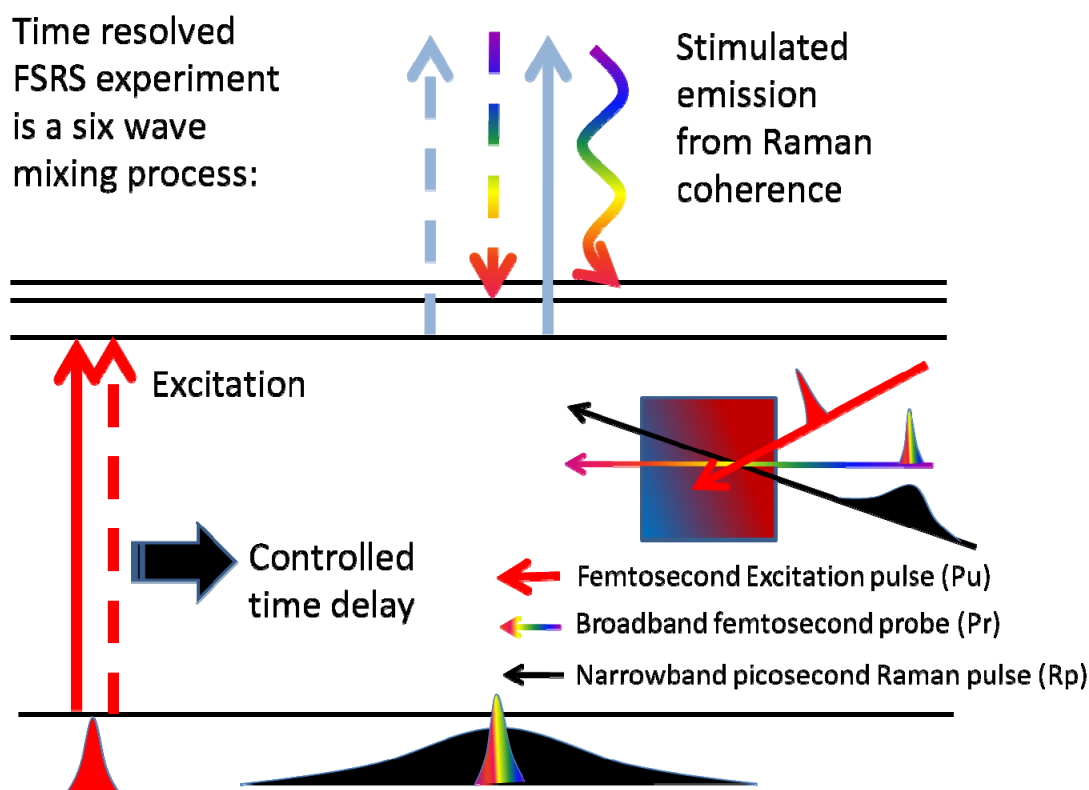 Time resolved
FSRS experiment
is a six wave
mixing process:
Stimulated
emission
from Raman
coherence
Excitation
Controlled
time delay
Femtosecond Excitation pulse (Pu)
Broadband femtosecond probe (Pr)
Narrowband picosecond Raman pulse (Rp)